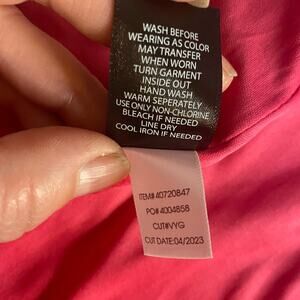 WASH BEFORE
WEARING AS COLOR
MAY TRANSFER
WHEN WORN
TURN GARMENT
INSIDE OUT
HAND WASH
WARM SEPERATELY
USE ONLY NON-CHLORINE
BLEACH IF NEEDED
LINE DRY
COOL IRON IF NEEDED
ITEM# 40720847
PO# 4004858
CUT#VYG
CUT DATE:04/2023